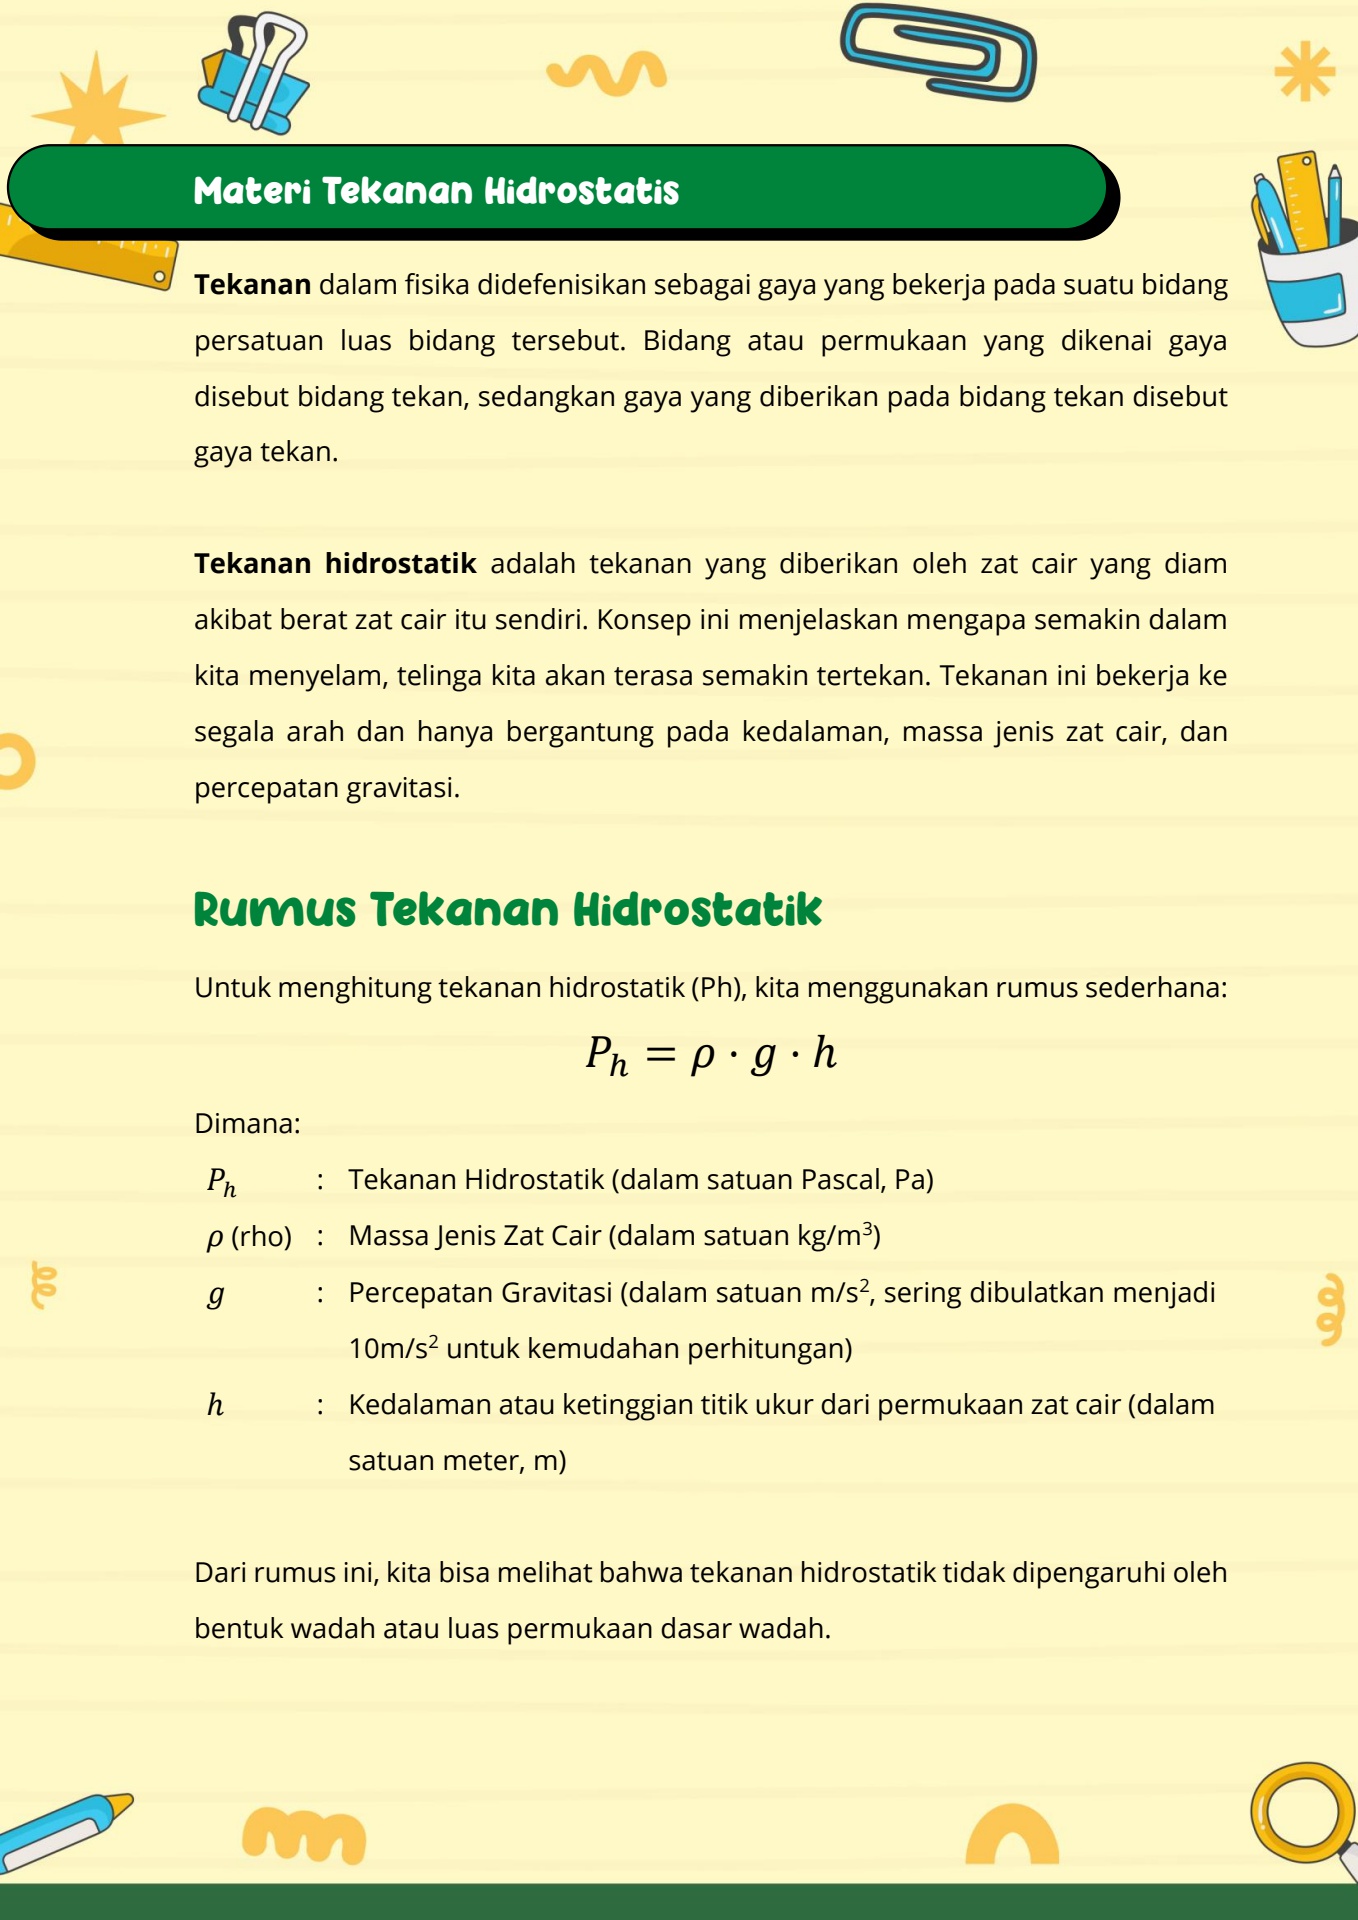 Materi Tekanan Hidrostatis
Tekanan dalam fisika didefenisikan sebagai gaya yang bekerja pada suatu bidang
persatuan luas bidang tersebut. Bidang atau permukaan yang dikenai gaya
disebut bidang tekan, sedangkan gaya yang diberikan pada bidang tekan disebut
gaya tekan.
Tekanan hidrostatik adalah tekanan yang diberikan oleh zat cair yang diam
akibat berat zat cair itu sendiri. Konsep ini menjelaskan mengapa semakin dalam
kita menyelam, telinga kita akan terasa semakin tertekan. Tekanan ini bekerja ke
segala arah dan hanya bergantung pada kedalaman, massa jenis zat cair, dan
percepatan gravitasi.
Rumus Tekanan Hidrostatik
Untuk menghitung tekanan hidrostatik (Ph), kita menggunakan rumus sederhana:
P_h = ρ · g · h
Dimana:
P_h : Tekanan Hidrostatik (dalam satuan Pascal, Pa)
ρ (rho) : Massa Jenis Zat Cair (dalam satuan kg/m³)
g : Percepatan Gravitasi (dalam satuan m/s², sering dibulatkan menjadi
10m/s² untuk kemudahan perhitungan)
h : Kedalaman atau ketinggian titik ukur dari permukaan zat cair (dalam
satuan meter, m)
Dari rumus ini, kita bisa melihat bahwa tekanan hidrostatik tidak dipengaruhi oleh
bentuk wadah atau luas permukaan dasar wadah.